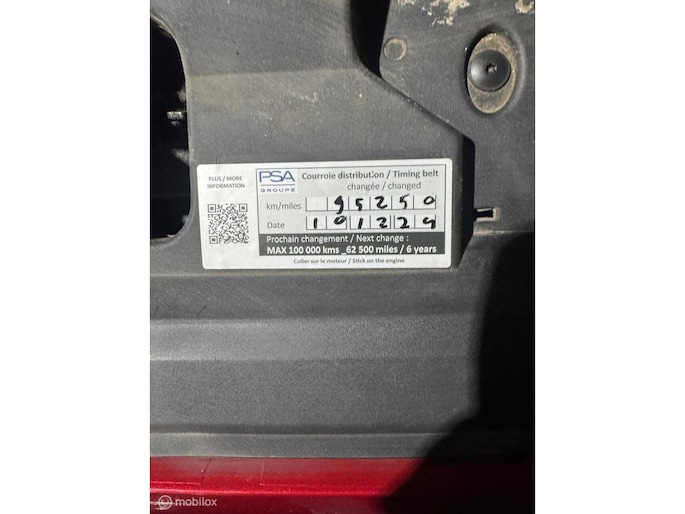 PLUS / MORE
INFORMATION
PSA
GROUPE
Courroie distribution / Timing belt
changée / changed
km/miles 95250
Date 101224
Prochain changement / Next change :
MAX 100 000 kms _62 500 miles / 6 years
Coller sur le moteur / Stick on the engine
mobilox